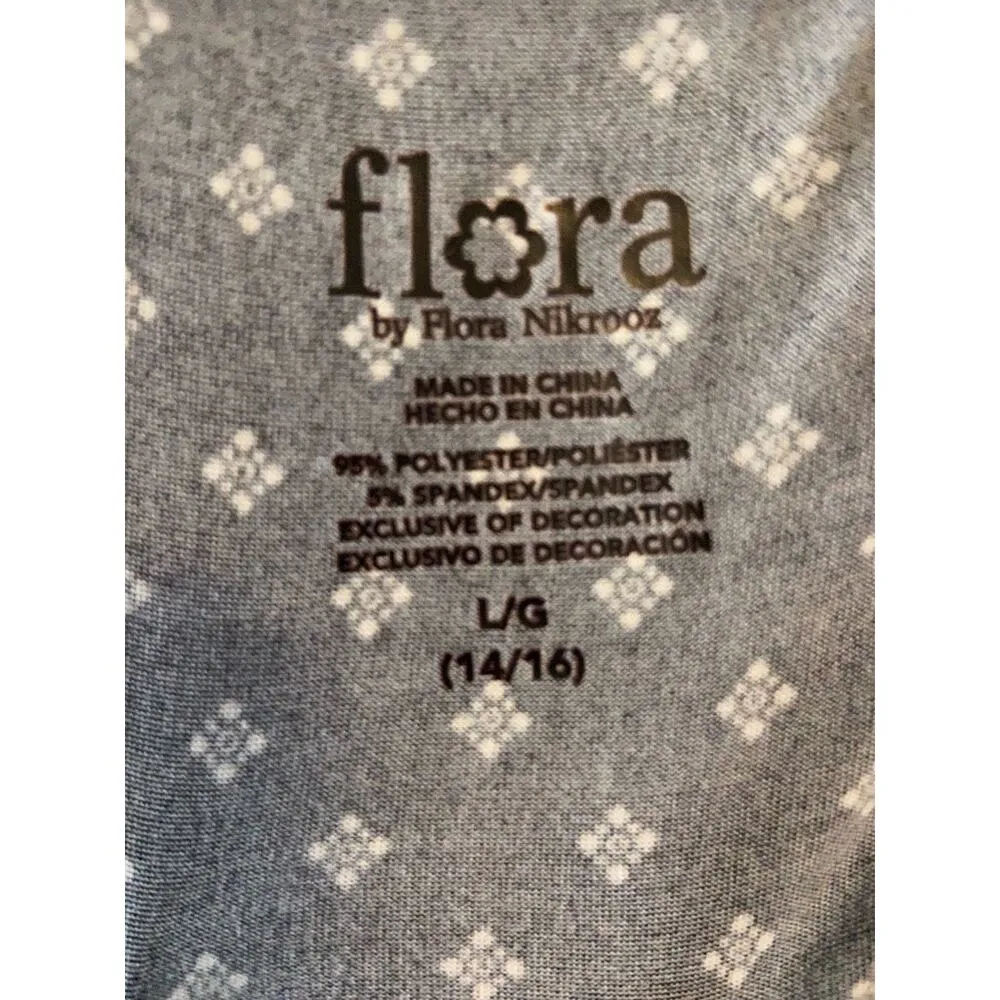 flora
by Flora Nikrooz
MADE IN CHINA
HECHO EN CHINA
95% POLYESTER/POLIÉSTER
5% SPANDEX/SPANDEX
EXCLUSIVE OF DECORATION
EXCLUSIVO DE DECORACIÓN
L/G
(14/16)